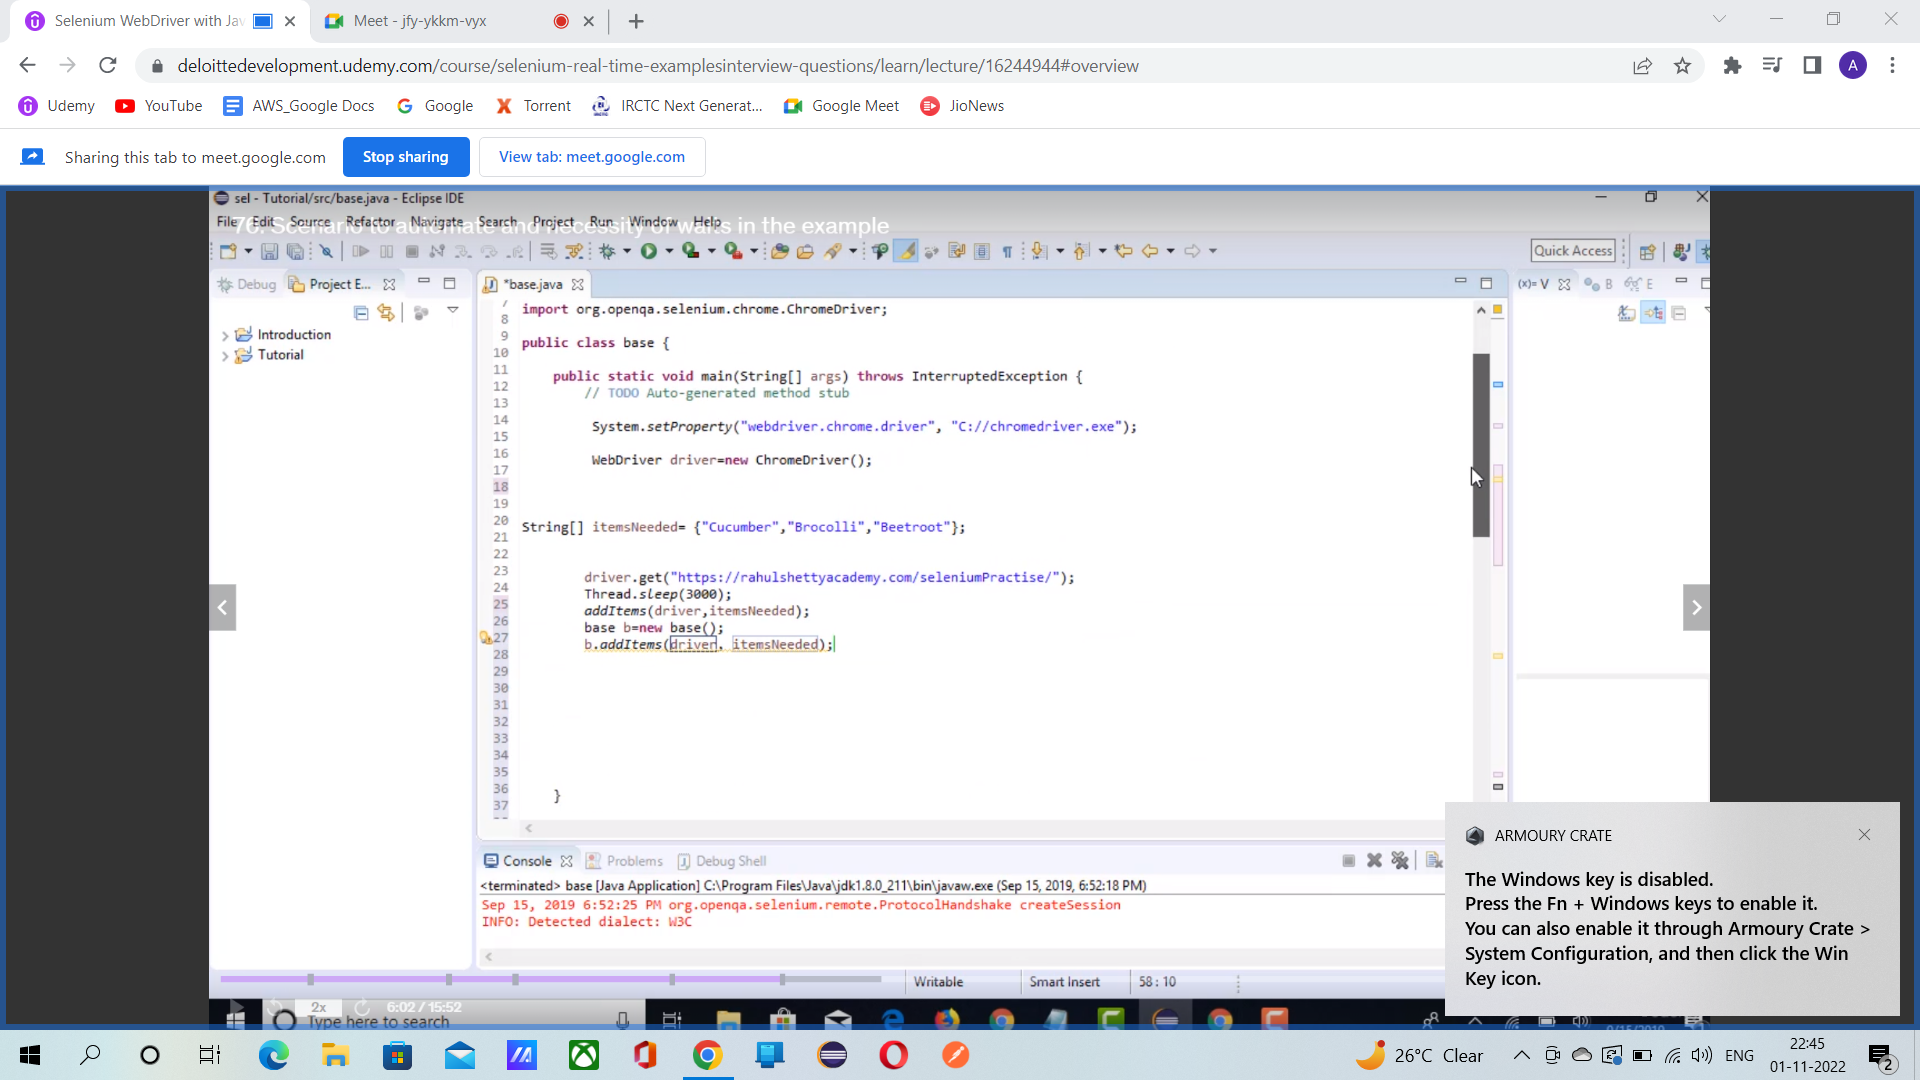 Selenium WebDriver with Jav
Meet - jfy-ykkm-vyx
deloittedevelopment.udemy.com/course/selenium-real-time-examplesinterview-questions/learn/lecture/16244944#overview
A
Udemy
YouTube
AWS_Google Docs
Google
Torrent
IRCTC Next Generat...
Google Meet
JioNews
Sharing this tab to meet.google.com
Stop sharing
View tab: meet.google.com
sel - Tutorial/src/base.java - Eclipse IDE
File Edit Source Refactor Navigate Search Project Run Window Help
76. Scenario to automate and necessity of waits in the example
Quick Access
Debug
Project E...
*base.java
(x)= V
B
E
Introduction
Tutorial
7
8 import org.openqa.selenium.chrome.ChromeDriver;
9
10 public class base {
11
12 public static void main(String[] args) throws InterruptedException {
13 // TODO Auto-generated method stub
14
15 System.setProperty("webdriver.chrome.driver", "C://chromedriver.exe");
16
17 WebDriver driver=new ChromeDriver();
18
19
20
21 String[] itemsNeeded= {"Cucumber","Brocolli","Beetroot"};
22
23
24 driver.get("https://rahulshettyacademy.com/seleniumPractise/");
25 Thread.sleep(3000);
26 addItems(driver,itemsNeeded);
27 base b=new base();
28 b.addItems(driver, itemsNeeded);
29
30
31
32
33
34
35
36
37 }
Console
Problems
Debug Shell
<terminated> base [Java Application] C:\Program Files\Java\jdk1.8.0_211\bin\javaw.exe (Sep 15, 2019, 6:52:18 PM)
Sep 15, 2019 6:52:25 PM org.openqa.selenium.remote.ProtocolHandshake createSession
INFO: Detected dialect: W3C
Writable
Smart Insert
58 : 10
2x
6:02 / 15:52
Type here to search
ARMOURY CRATE
The Windows key is disabled.
Press the Fn + Windows keys to enable it.
You can also enable it through Armoury Crate >
System Configuration, and then click the Win
Key icon.
26°C Clear
ENG
22:45
01-11-2022
2